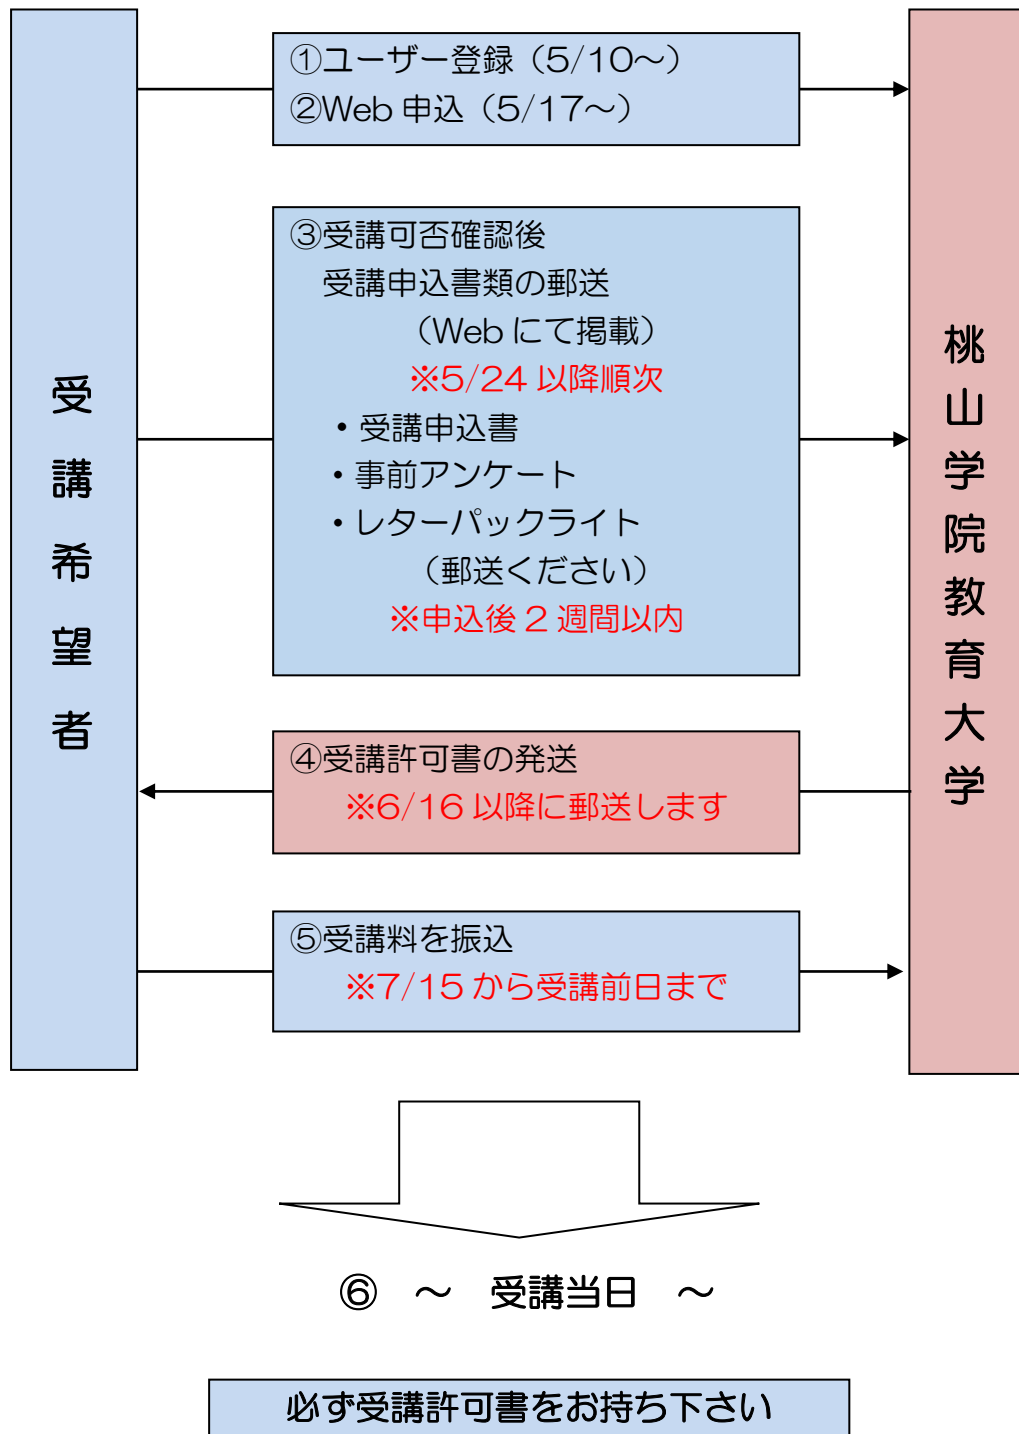 ①ユーザー登録（5/10～）
②Web 申込（5/17～）
③受講可否確認後
受講申込書類の郵送
（Web にて掲載）
※5/24 以降順次
・受講申込書
・事前アンケート
・レターパックライト
（郵送ください）
※申込後 2 週間以内
受講希望者
桃山学院教育大学
④受講許可書の発送
※6/16 以降に郵送します
⑤受講料を振込
※7/15 から受講前日まで
⑥　～　受講当日　～
必ず受講許可書をお持ち下さい